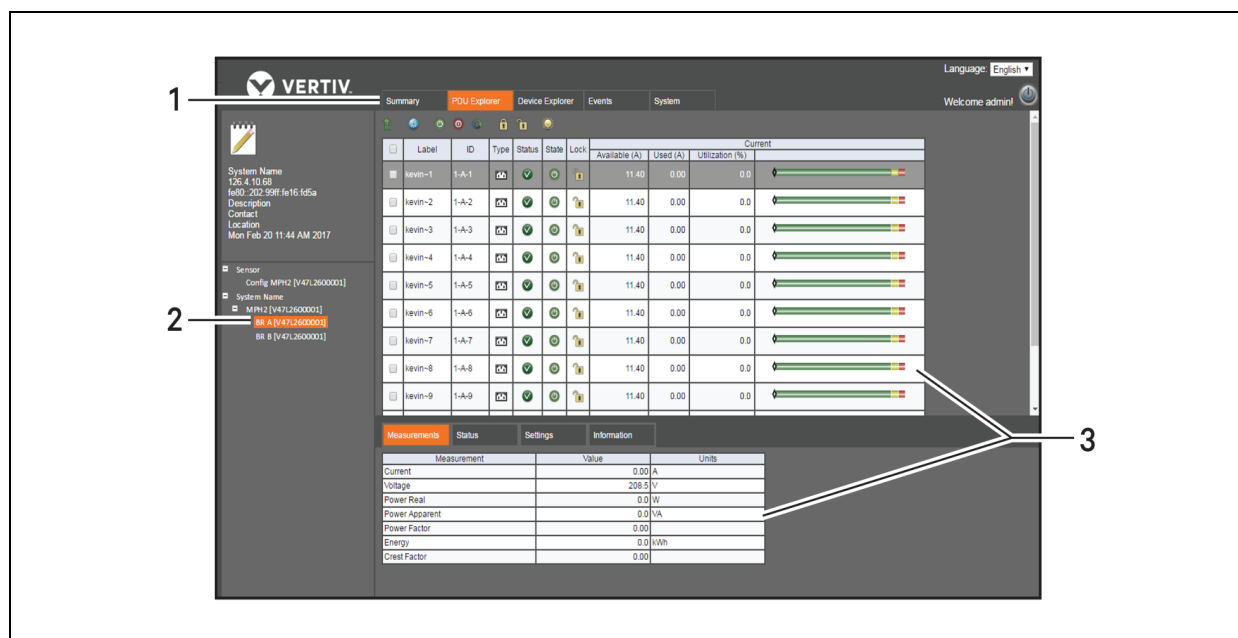 Language: English
VERTIV.
1
Summary PDU Explorer Device Explorer Events System
Welcome admin!
System Name
126.4.10.68
fe80::202:99ff:fe16:fd5a
Description
Contact
Location
Mon Feb 20 11:44 AM 2017
Sensor
Config MPH2 [V47L2600001]
System Name
MPH2 [V47L2600001]
2
BR A [V47L2600001]
BR B [V47L2600001]
Label ID Type Status State Lock Current
Available (A) Used (A) Utilization (%)
kevin~1 1-A-1 11.40 0.00 0.0
kevin~2 1-A-2 11.40 0.00 0.0
kevin~3 1-A-3 11.40 0.00 0.0
kevin~4 1-A-4 11.40 0.00 0.0
kevin~5 1-A-5 11.40 0.00 0.0
kevin~6 1-A-6 11.40 0.00 0.0
kevin~7 1-A-7 11.40 0.00 0.0
kevin~8 1-A-8 11.40 0.00 0.0
kevin~9 1-A-9 11.40 0.00 0.0
3
Measurements Status Settings Information
Measurement Value Units
Current 0.00 A
Voltage 208.5 V
Power Real 0.0 W
Power Apparent 0.0 VA
Power Factor 0.00
Energy 0.0 kWh
Crest Factor 0.00